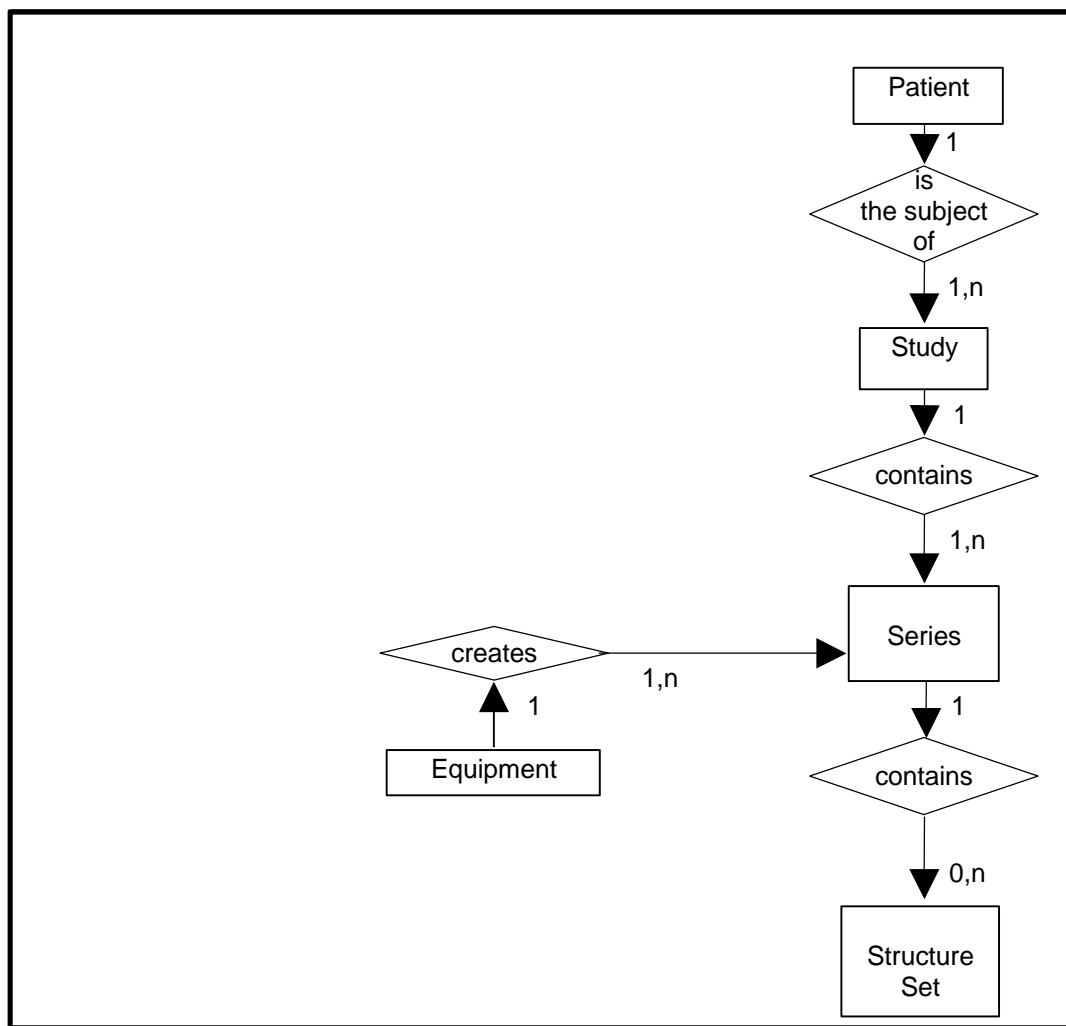 Patient
1
is
the subject
of
1,n
Study
1
contains
1,n
Series
creates
1,n
1
Equipment
1
contains
0,n
Structure
Set